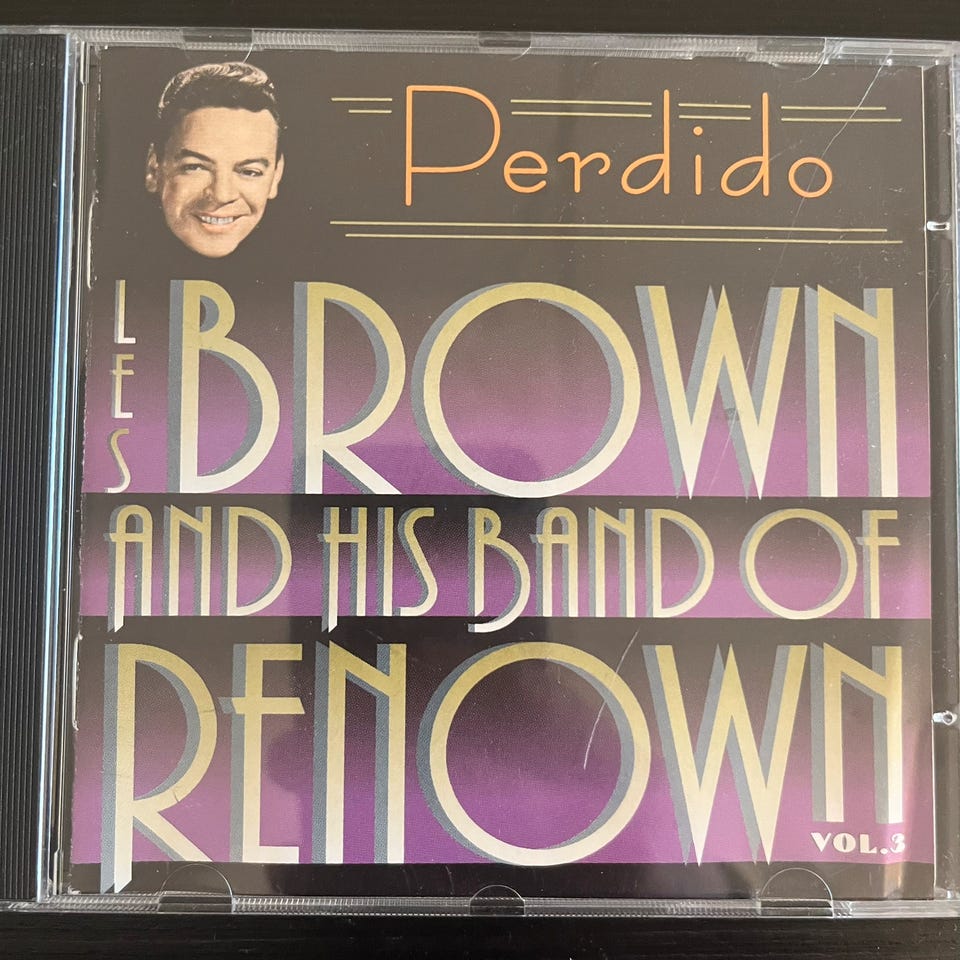 Perdido
LES BROWN
AND HIS BAND OF
RENOWN
VOL.3